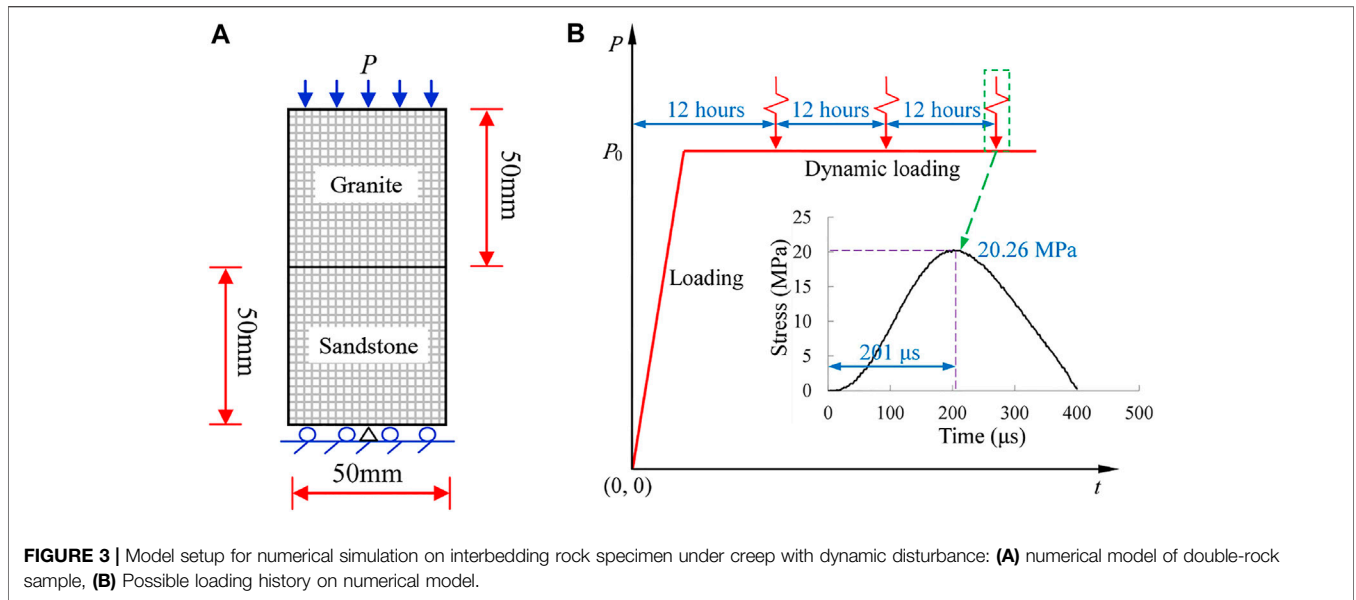 A
P
Granite
50mm
Sandstone
50mm
50mm
B
P
12 hours 12 hours 12 hours
P0
Dynamic loading
Loading
25
20
15
10
5
0
Stress (MPa)
20.26 MPa
201 μs
0 100 200 300 400 500
Time (μs)
(0, 0)
t
FIGURE 3 | Model setup for numerical simulation on interbedding rock specimen under creep with dynamic disturbance: (A) numerical model of double-rock
sample, (B) Possible loading history on numerical model.